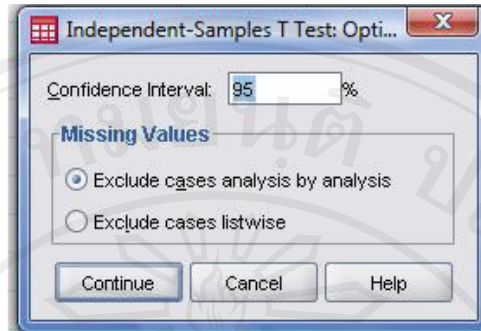 Independent-Samples T Test: Opti...
Confidence Interval: 95 %
Missing Values
Exclude cases analysis by analysis
Exclude cases listwise
Continue Cancel Help